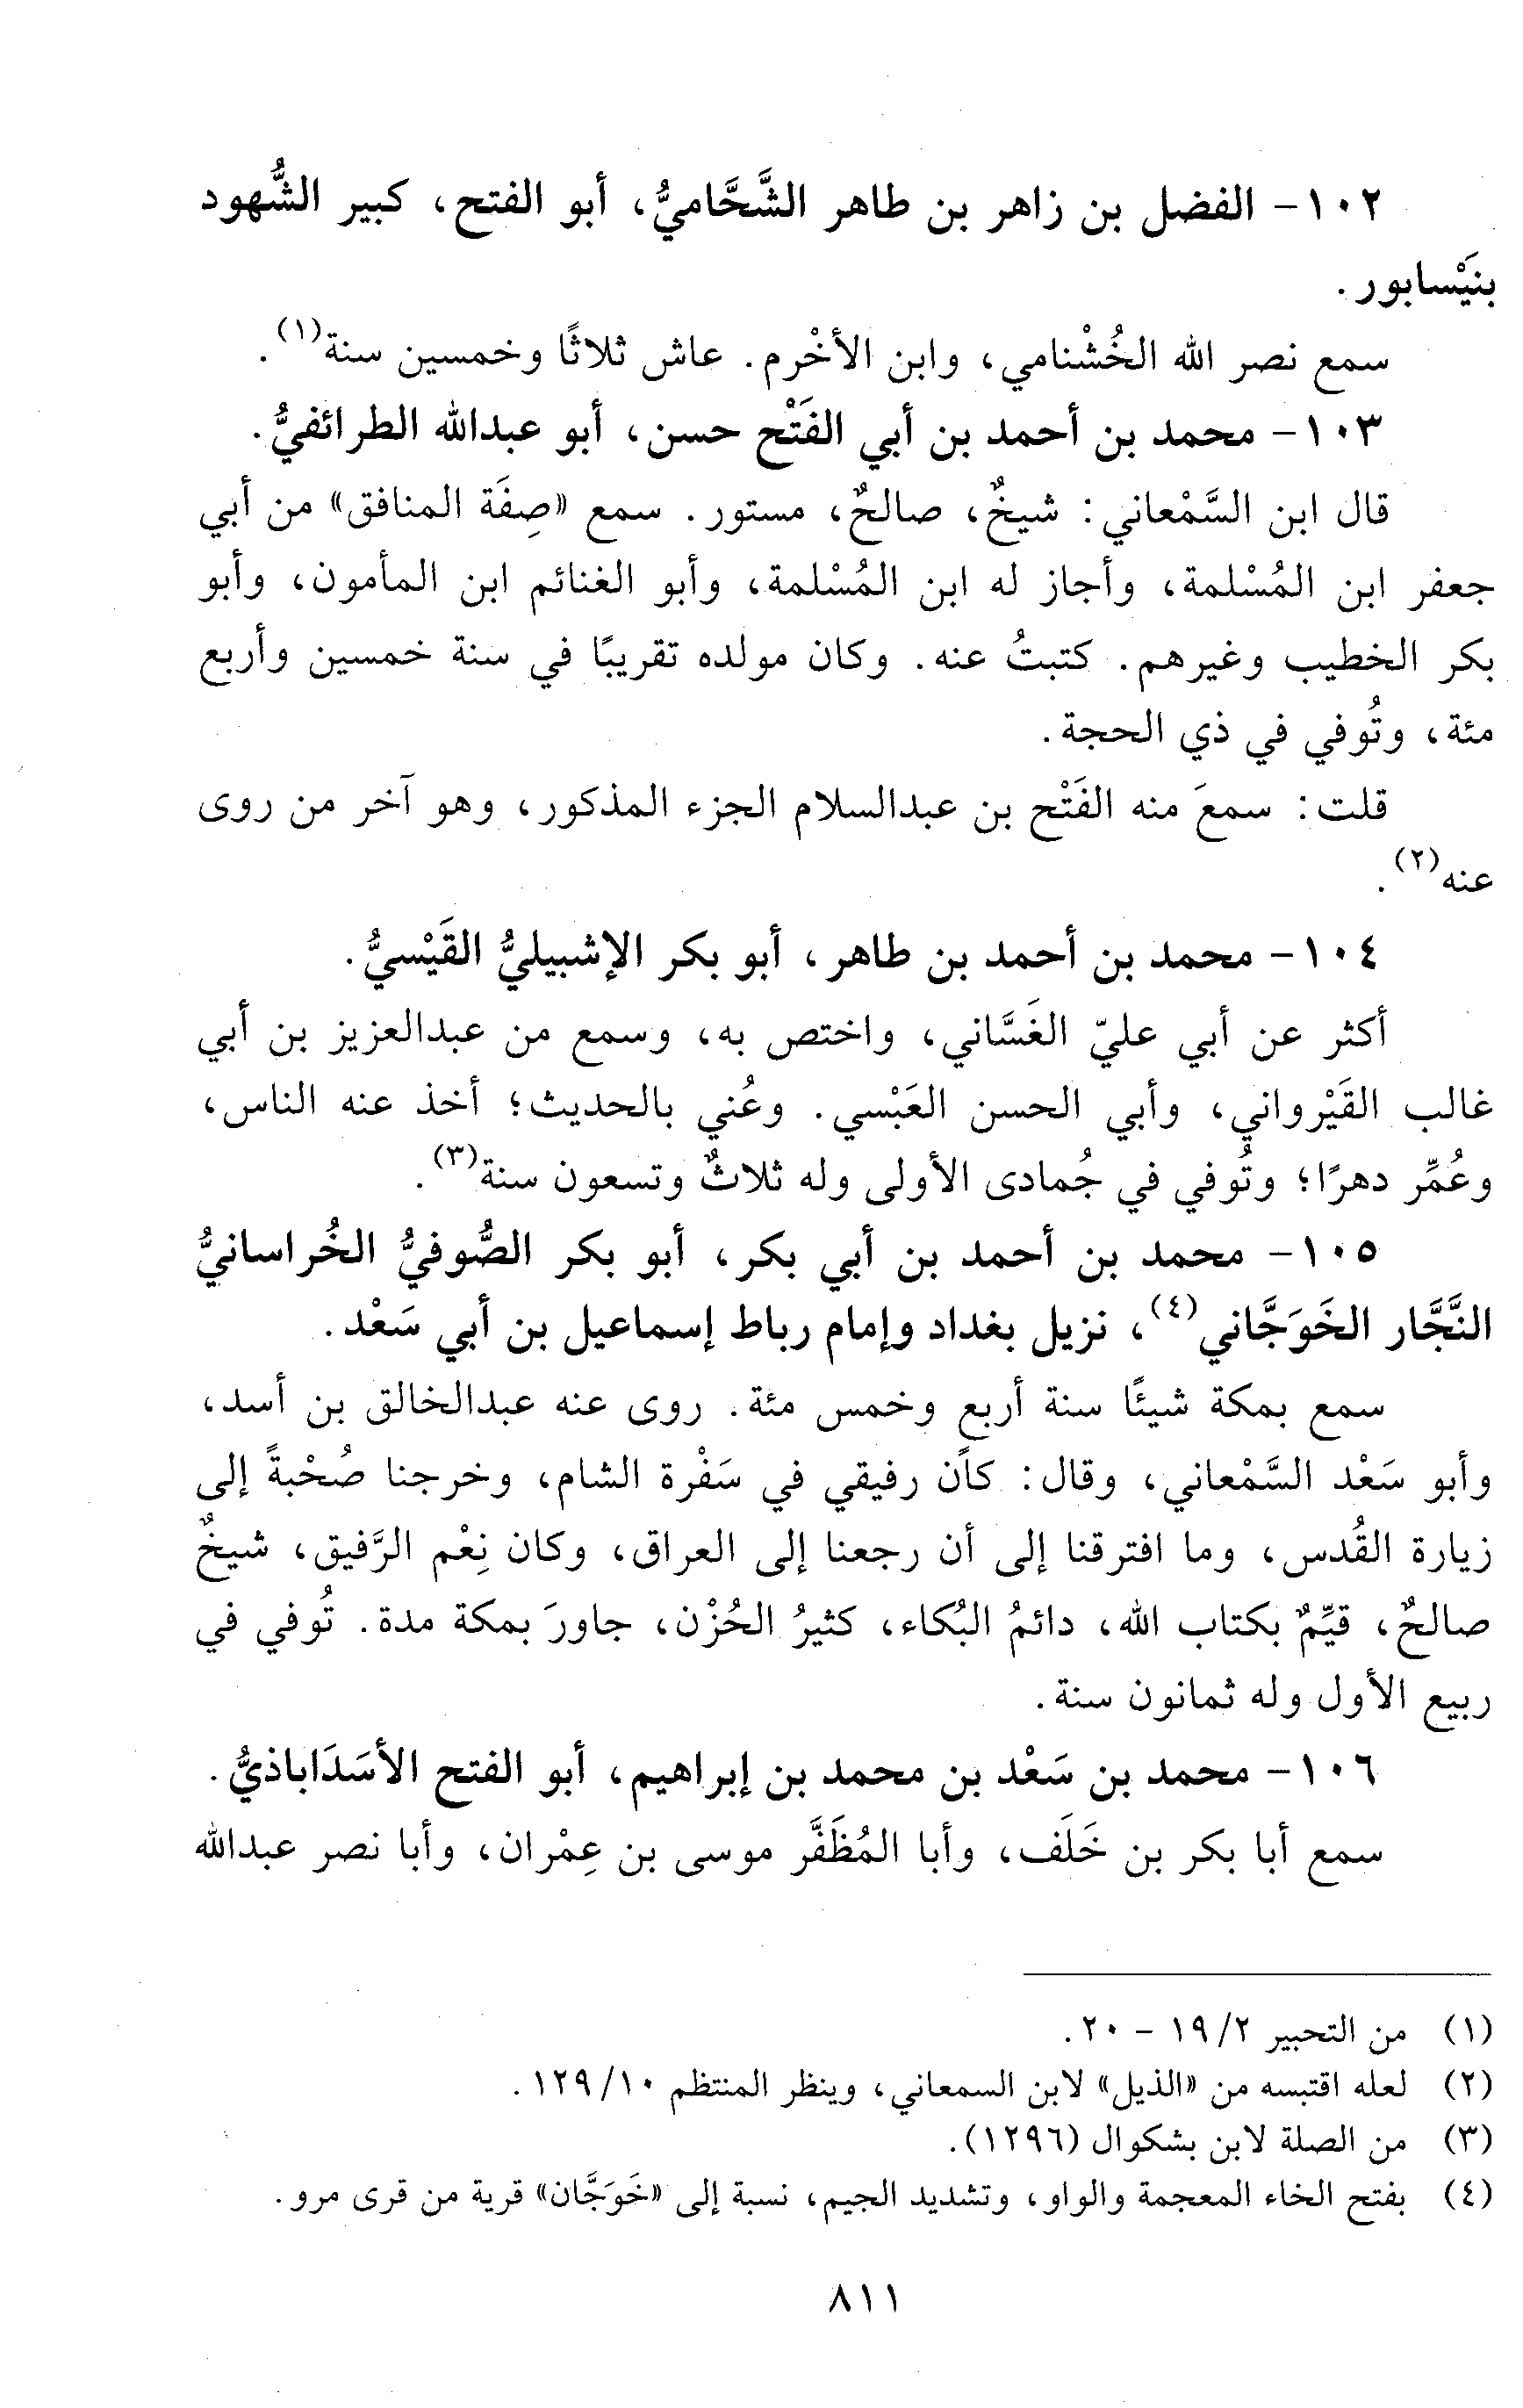 ١٠٢- الفضل بن زاهر بن طاهر الشَّحَّاميُّ، أبو الفتح، كبير الشُّهود
بنَيْسابور.
سمع نصر الله الخُشْنامي، وابن الأخْرم. عاش ثلاثًا وخمسين سنة(١).
١٠٣- محمد بن أحمد بن أبي الفَتْح حسن، أبو عبدالله الطرائفيُّ.
قال ابن السَّمْعاني: شيخٌ، صالحٌ، مستور. سمع «صِفَة المنافق» من أبي
جعفر ابن المُسْلمة، وأجاز له ابن المُسْلمة، وأبو الغنائم ابن المأمون، وأبو
بكر الخطيب وغيرهم. كتبتُ عنه. وكان مولده تقريبًا في سنة خمسين وأربع
مئة، وتُوفي في ذي الحجة.
قلت: سمعَ منه الفَتْح بن عبدالسلام الجزء المذكور، وهو آخر من روى
عنه(٢).
١٠٤- محمد بن أحمد بن طاهر، أبو بكر الإشبيليُّ القَيْسيُّ.
أكثر عن أبي عليّ الغَسَّاني، واختص به، وسمع من عبدالعزيز بن أبي
غالب القَيْرواني، وأبي الحسن العَبْسي. وعُني بالحديث؛ أخذ عنه الناس،
وعُمِّر دهرًا؛ وتُوفي في جُمادى الأولى وله ثلاثٌ وتسعون سنة(٣).
١٠٥- محمد بن أحمد بن أبي بكر، أبو بكر الصُّوفيُّ الخُراسانيُّ
النَّجَّار الخَوَجَّاني(٤)، نزيل بغداد وإمام رباط إسماعيل بن أبي سَعْد.
سمع بمكة شيئًا سنة أربع وخمس مئة. روى عنه عبدالخالق بن أسد،
وأبو سَعْد السَّمْعاني، وقال: كان رفيقي في سَفْرة الشام، وخرجنا صُحْبةً إلى
زيارة القُدس، وما افترقنا إلى أن رجعنا إلى العراق، وكان نِعْم الرَّفيق، شيخٌ
صالحٌ، قيِّمٌ بكتاب الله، دائمُ البُكاء، كثيرُ الحُزْن، جاورَ بمكة مدة. تُوفي في
ربيع الأول وله ثمانون سنة.
١٠٦- محمد بن سَعْد بن محمد بن إبراهيم، أبو الفتح الأسَدَاباذيُّ.
سمع أبا بكر بن خَلَف، وأبا المُظَفَّر موسى بن عِمْران، وأبا نصر عبدالله
(١) من التحبير ٢/ ١٩ - ٢٠.
(٢) لعله اقتبسه من «الذيل» لابن السمعاني، وينظر المنتظم ١٠/ ١٢٩.
(٣) من الصلة لابن بشكوال (١٢٩٦).
(٤) بفتح الخاء المعجمة والواو، وتشديد الجيم، نسبة إلى «خَوَجَّان» قرية من قرى مرو.
٨١١